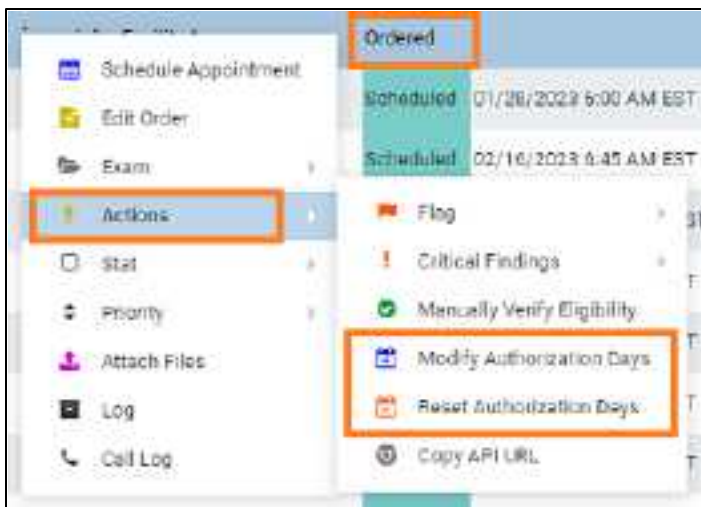 Ordered
Schedule Appointment
Edit Order
Exam
Actions
Stat
Priority
Attach Files
Log
Call Log
Scheduled 01/28/2023 6:00 AM EST
Scheduled 02/16/2023 6:45 AM EST
Flag
Critical Findings
Manually Verify Eligibility
Modify Authorization Days
Reset Authorization Days
Copy API URL